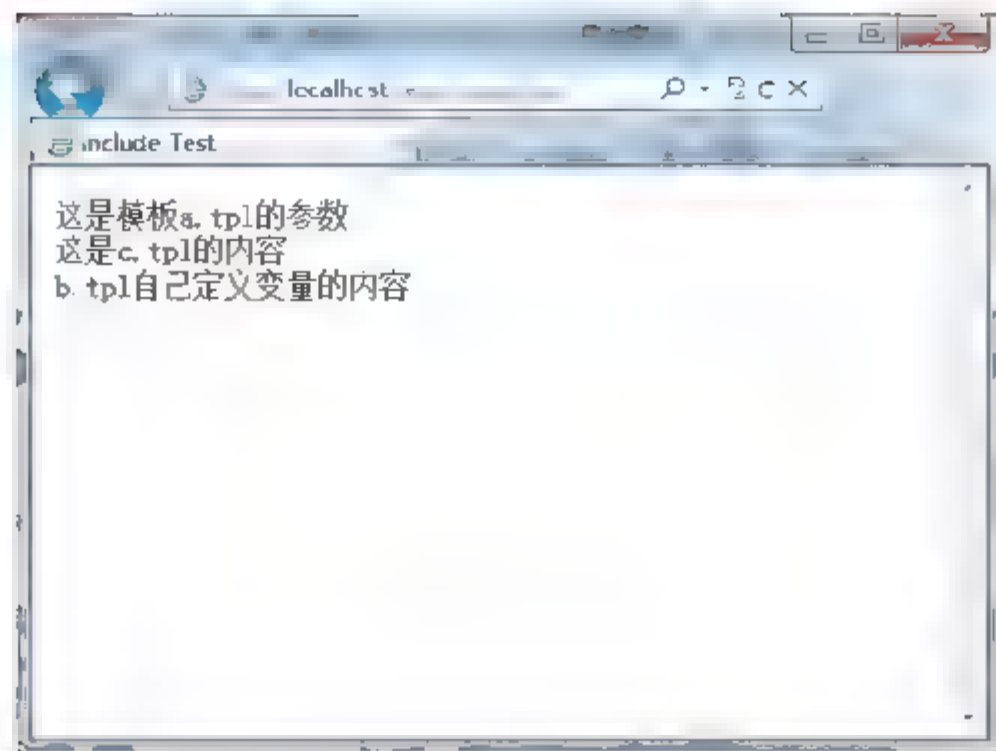 localhost
include Test
这是模板a.tpl的参数
这是c.tpl的内容
b.tpl自己定义变量的内容